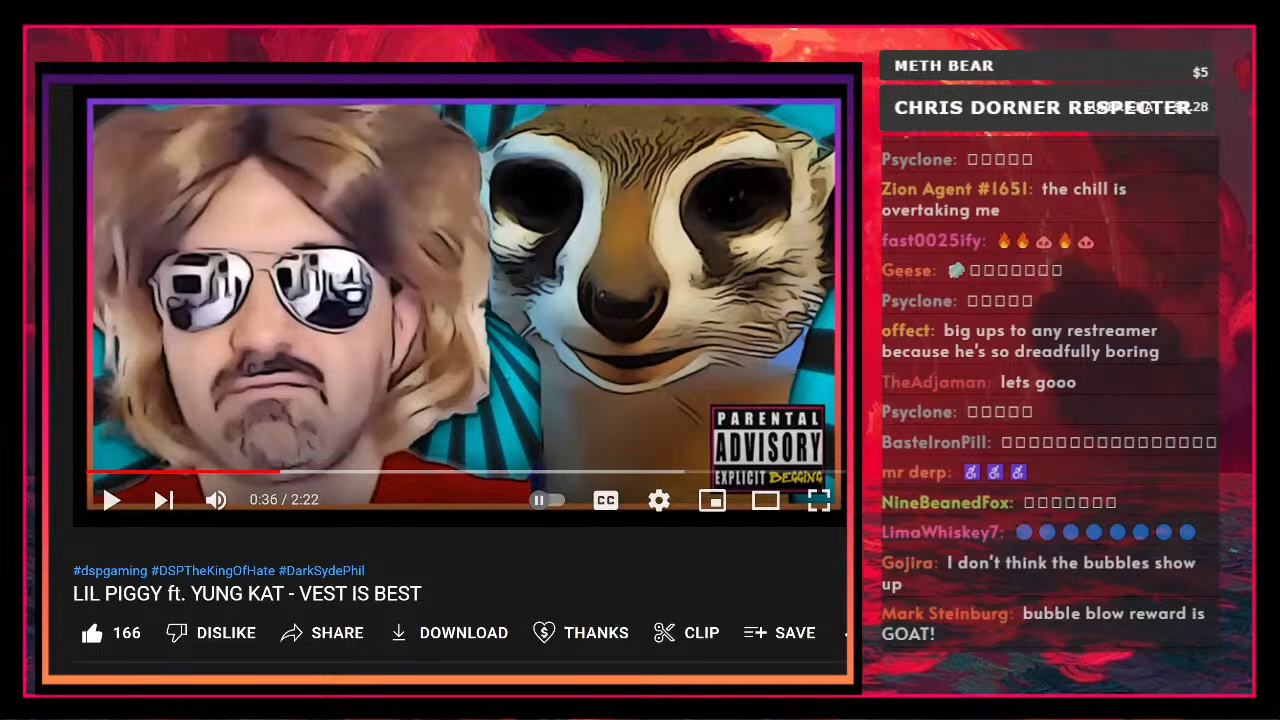 METH BEAR
$5
CHRIS DORNER RESPECTER
Psyclone:
Zion Agent #1651: the chill is
overtaking me
fast0025ify:
Geese:
Psyclone:
offect: big ups to any restreamer
because he's so dreadfully boring
TheAdjaman: lets gooo
Psyclone:
BasteIronPill:
mr derp:
NineBeanedFox:
LimaWhiskey7:
Gojira: I don't think the bubbles show
up
Mark Steinburg: bubble blow reward is
GOAT!
PARENTAL
ADVISORY
EXPLICIT BEGGING
0:36 / 2:22
CC
#dspgaming #DSPTheKingOfHate #DarkSydePhil
LIL PIGGY ft. YUNG KAT - VEST IS BEST
166 DISLIKE SHARE DOWNLOAD THANKS CLIP SAVE